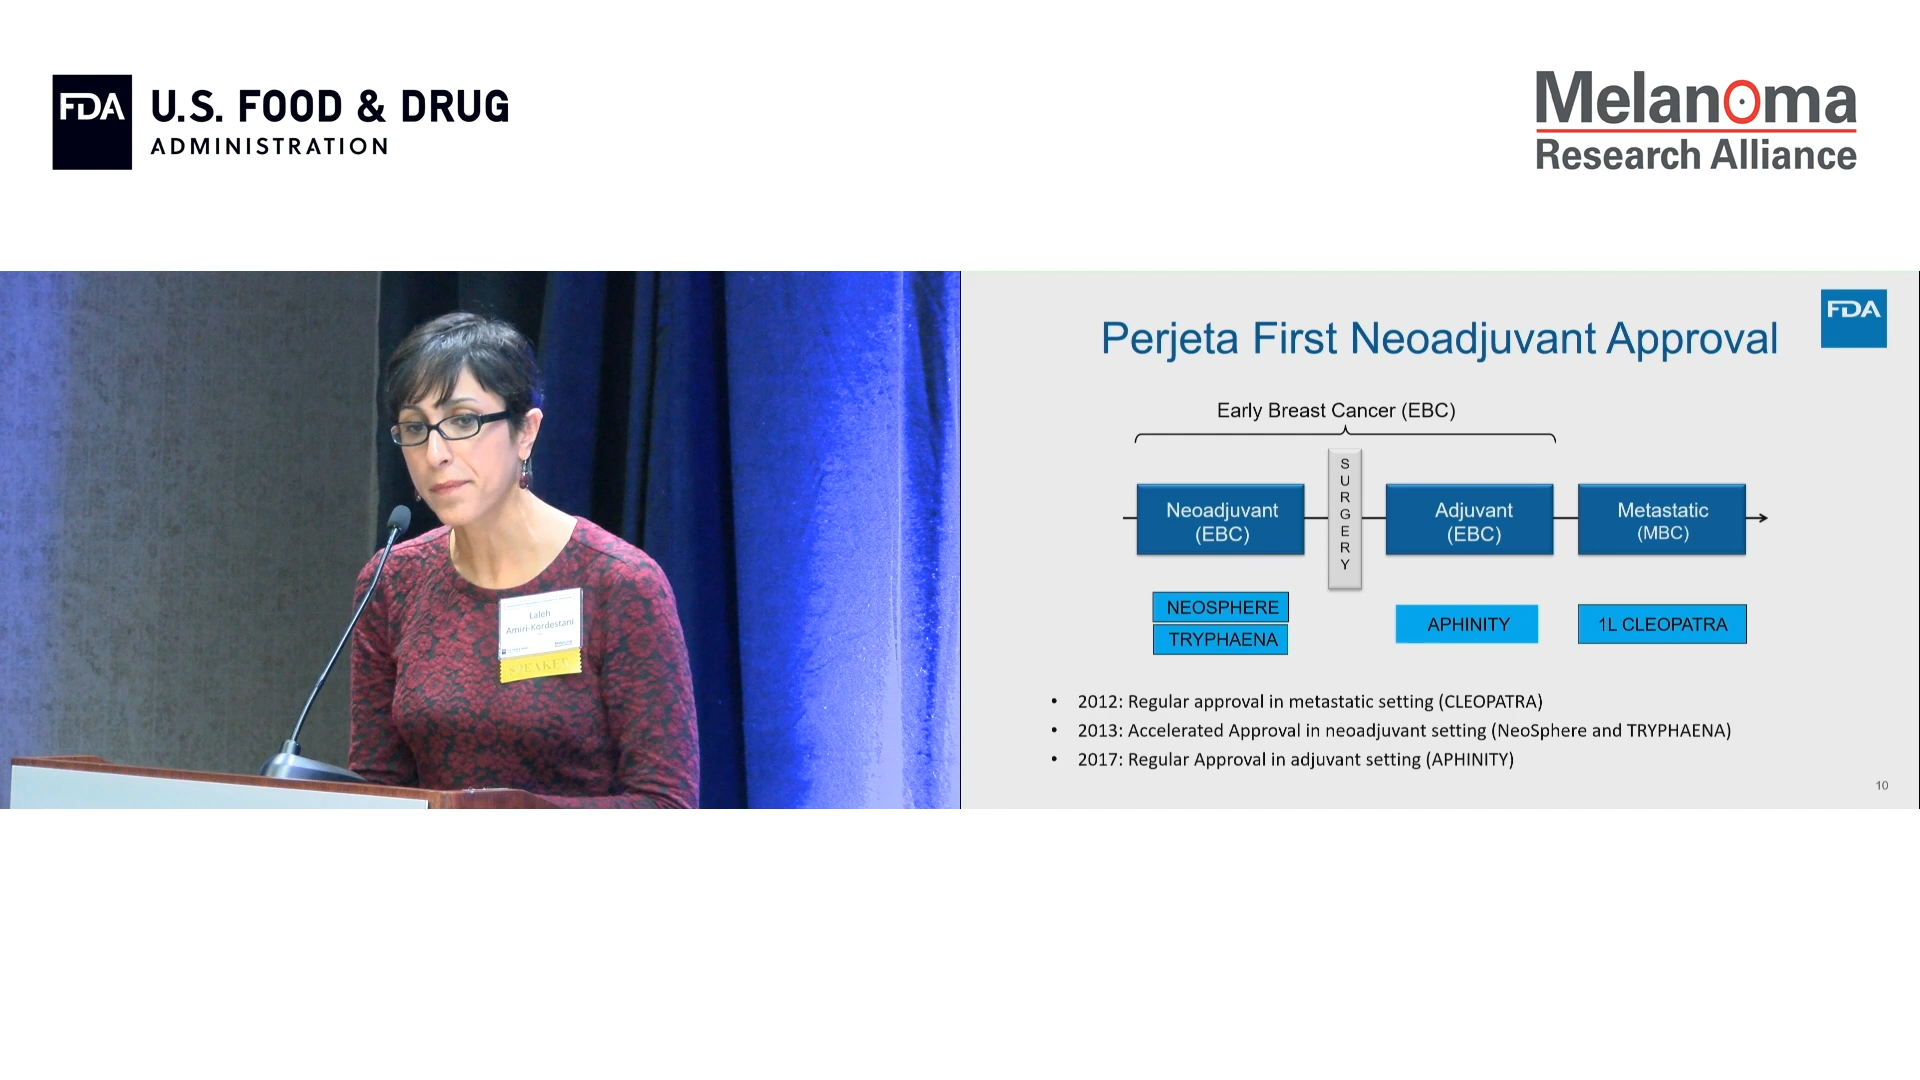 FDA
U.S. FOOD & DRUG
ADMINISTRATION
Melanoma
Research Alliance
Laleh
Amiri-Kordestani
SPEAKER
FDA
Perjeta First Neoadjuvant Approval
Early Breast Cancer (EBC)
SURGERY
Neoadjuvant
(EBC)
Adjuvant
(EBC)
Metastatic
(MBC)
NEOSPHERE
TRYPHAENA
APHINITY
1L CLEOPATRA
• 2012: Regular approval in metastatic setting (CLEOPATRA)
• 2013: Accelerated Approval in neoadjuvant setting (NeoSphere and TRYPHAENA)
• 2017: Regular Approval in adjuvant setting (APHINITY)
10